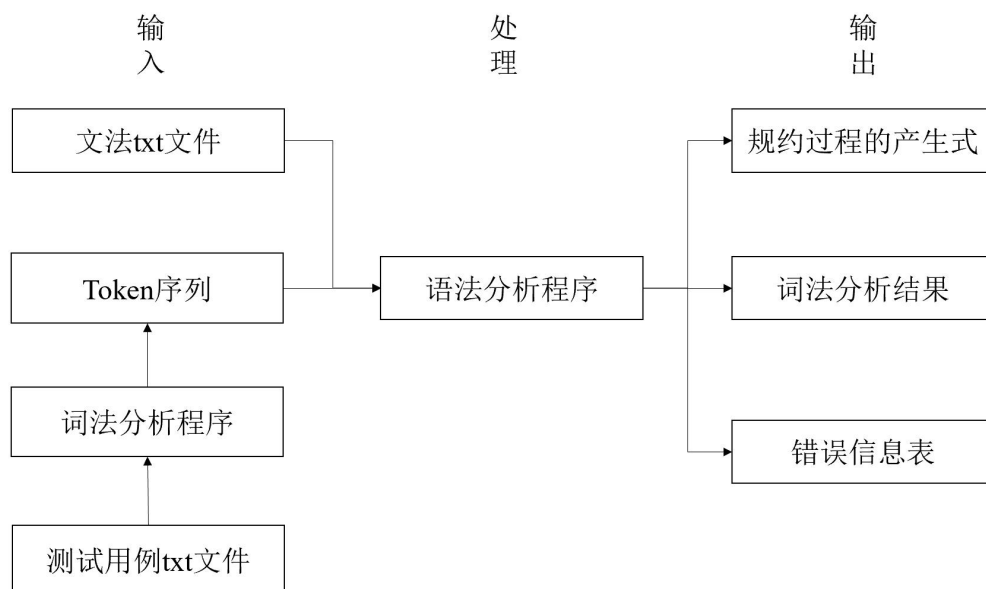 输入
处理
输出
文法txt文件
规约过程的产生式
Token序列
语法分析程序
词法分析结果
词法分析程序
错误信息表
测试用例txt文件